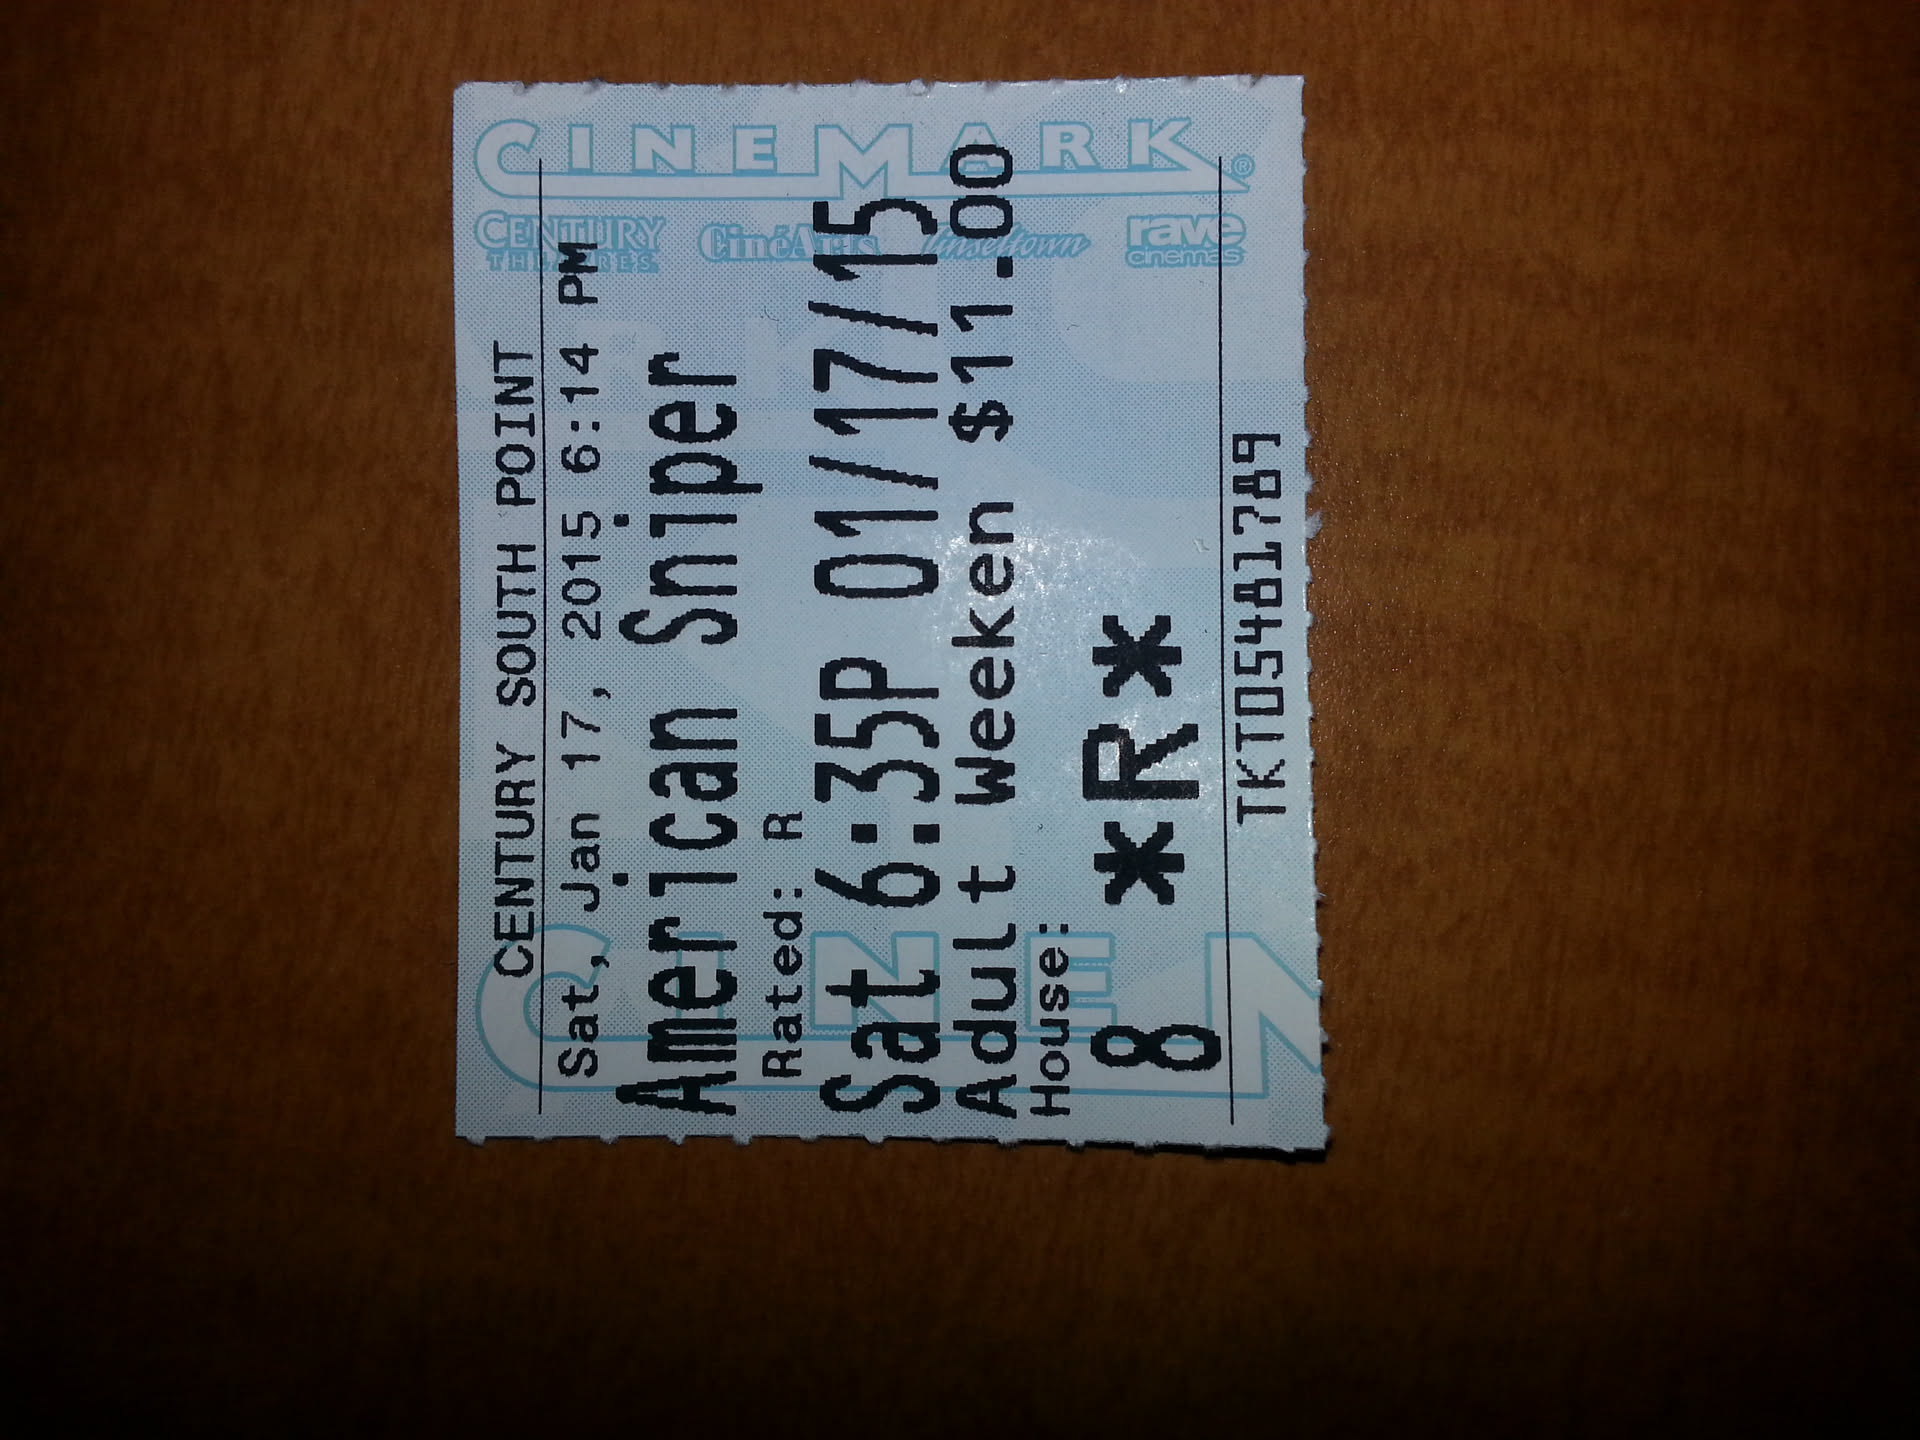 CINEMARK®
CENTURY THEATRES CinéArts Tinseltown rave cinemas
CENTURY SOUTH POINT
Sat, Jan 17, 2015 6:14 PM
American Sniper
Rated: R
Sat 6:35P 01/17/15
Adult Weeken $11.00
House:
8 *R*
TKT05481789
CINEM